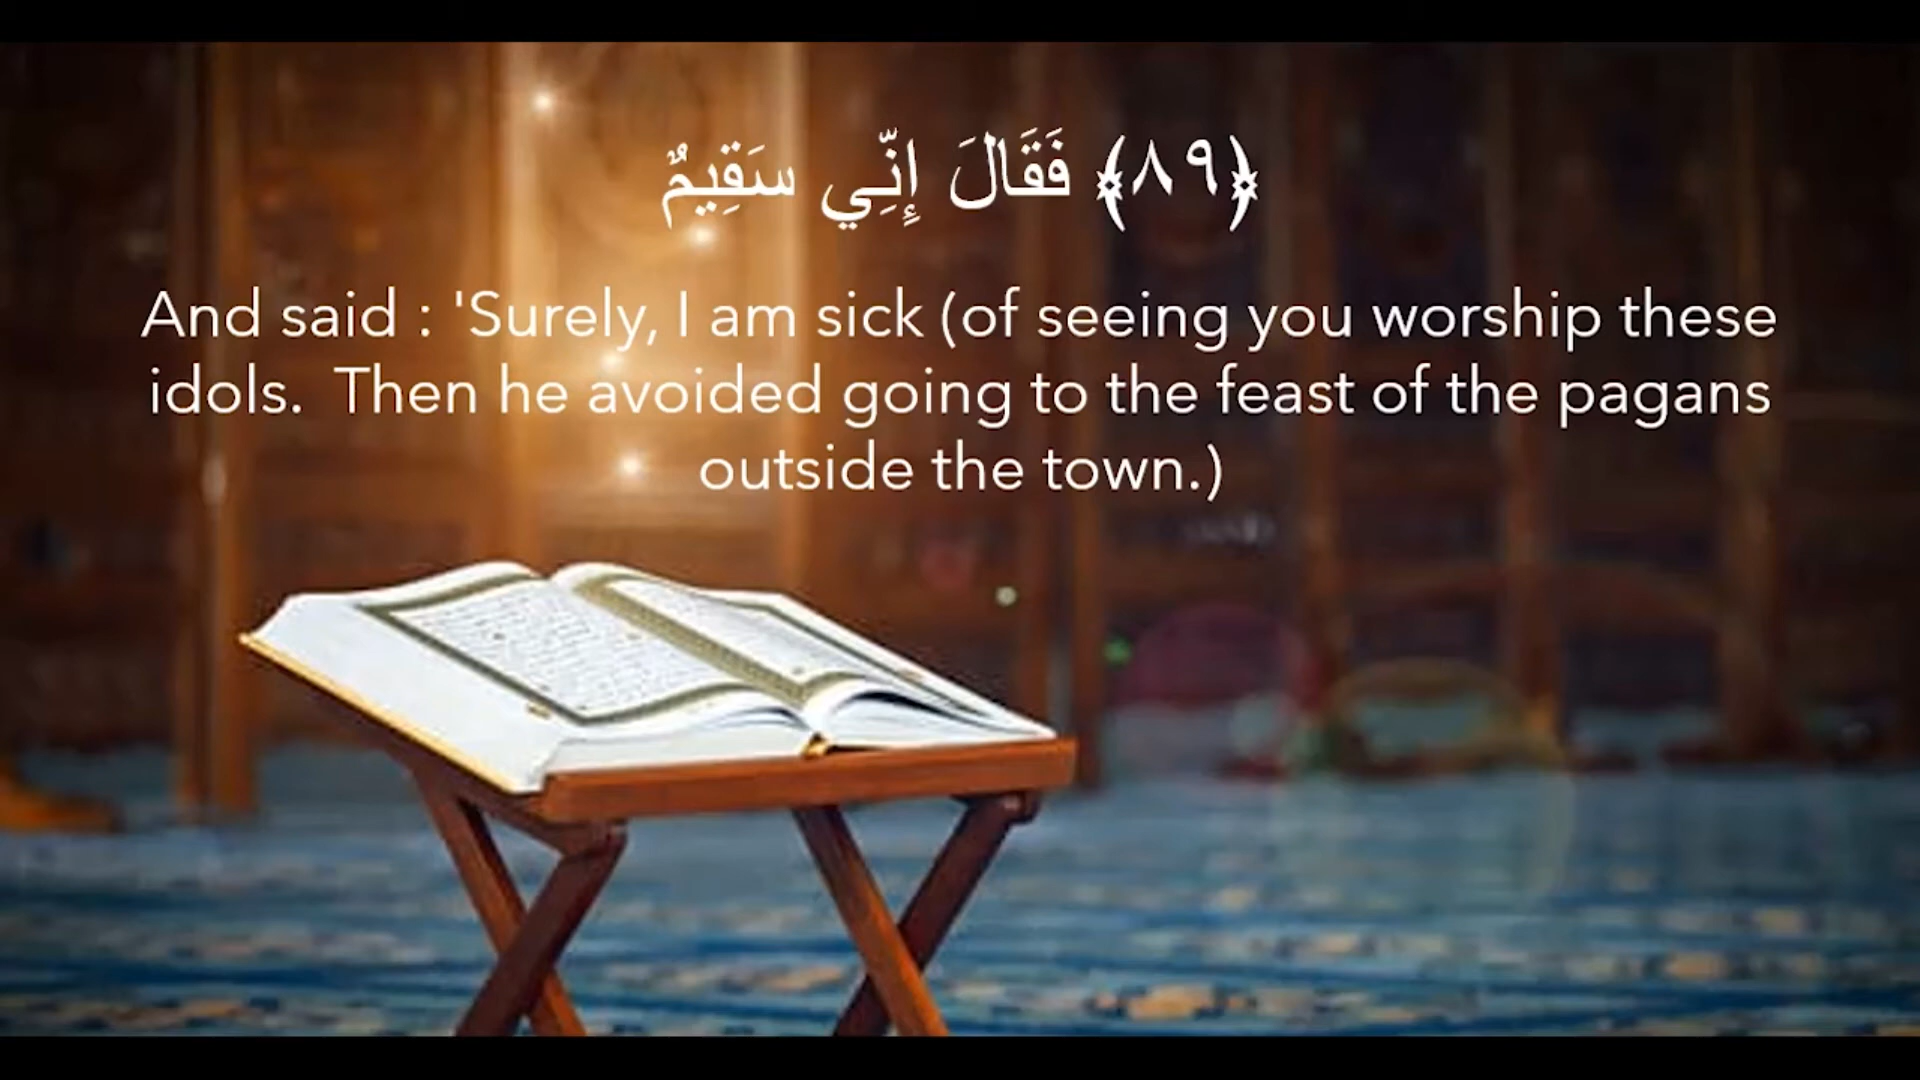 ﴿٨٩﴾ فَقَالَ إِنِّي سَقِيمٌ
And said : 'Surely, I am sick (of seeing you worship these
idols.  Then he avoided going to the feast of the pagans
outside the town.)